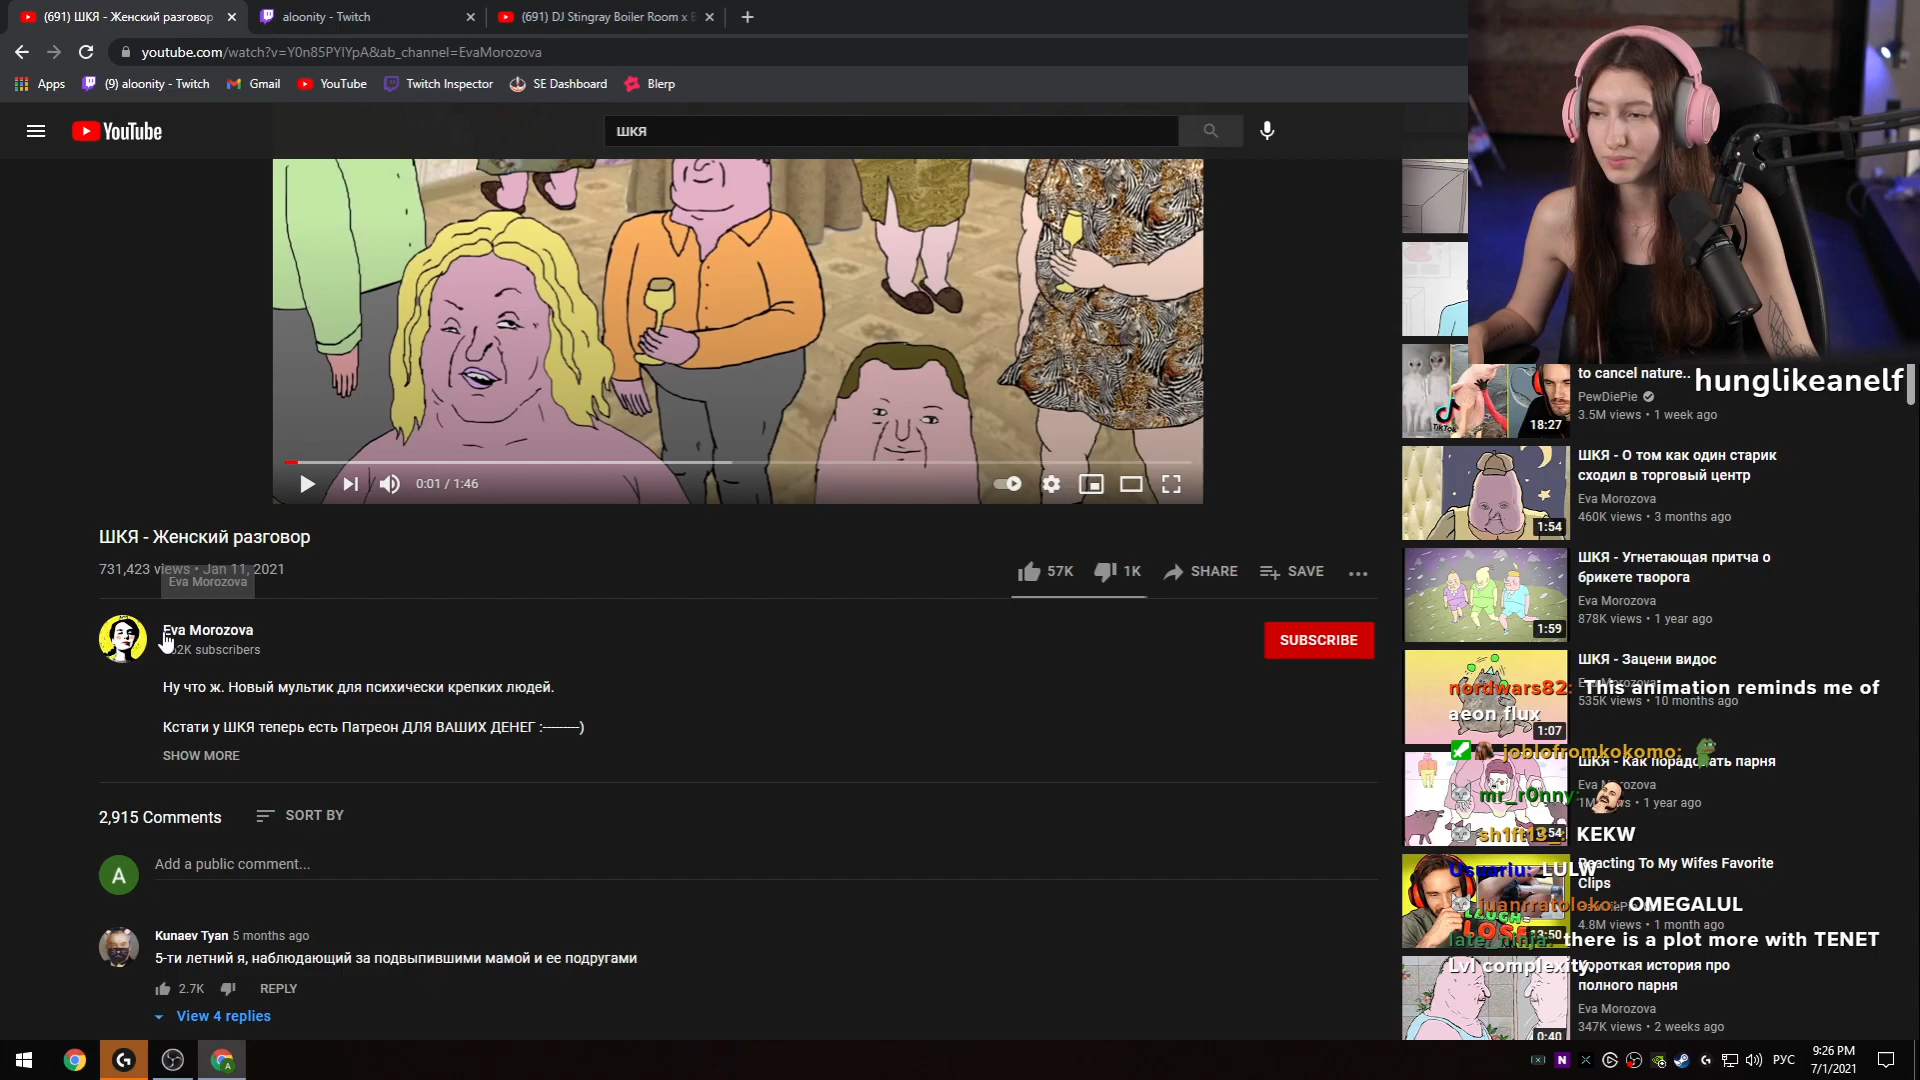 (691) ШКЯ - Женский разговор
aloonity - Twitch
(691) DJ Stingray Boiler Room x B
youtube.com/watch?v=Y0n85PYlYpA&ab_channel=EvaMorozova
Apps
(9) aloonity - Twitch
Gmail
YouTube
Twitch Inspector
SE Dashboard
Blerp
YouTube
шкя
0:01 / 1:46
ШКЯ - Женский разговор
731,423 views • Jan 11, 2021
Eva Morozova
57K
1K
SHARE
SAVE
Eva Morozova
2K subscribers
SUBSCRIBE
Ну что ж. Новый мультик для психически крепких людей.
Кстати у ШКЯ теперь есть Патреон ДЛЯ ВАШИХ ДЕНЕГ :---------)
SHOW MORE
2,915 Comments
SORT BY
A
Add a public comment...
Kunaev Tyan 5 months ago
5-ти летний я, наблюдающий за подвыпившими мамой и ее подругами
2.7K
REPLY
View 4 replies
to cancel nature..
hunglikeanelf
PewDiePie
3.5M views • 1 week ago
TikTok
18:27
ШКЯ - О том как один старик
сходил в торговый центр
Eva Morozova
460K views • 3 months ago
1:54
ШКЯ - Угнетающая притча о
брикете творога
Eva Morozova
878K views • 1 year ago
1:59
ШКЯ - Зацени видос
535K views • 10 months ago
1:07
nordwars82: This animation reminds me of
aeon flux
joblofromkokomo:
ШКЯ - Как порадовать парня
1 year ago
mr_r0nny:
sh1ft13_: KEKW
Reacting To My Wifes Favorite
Clips
4.8M views • 1 month ago
LAUGH=
LOSE
13:50
Usuariu: LULW
juanrratoloko: OMEGALUL
late_ninja: there is a plot more with TENET
Lvl complexity.
Короткая история про
полного парня
Eva Morozova
347K views • 2 weeks ago
0:40
РУС
9:26 PM
7/1/2021